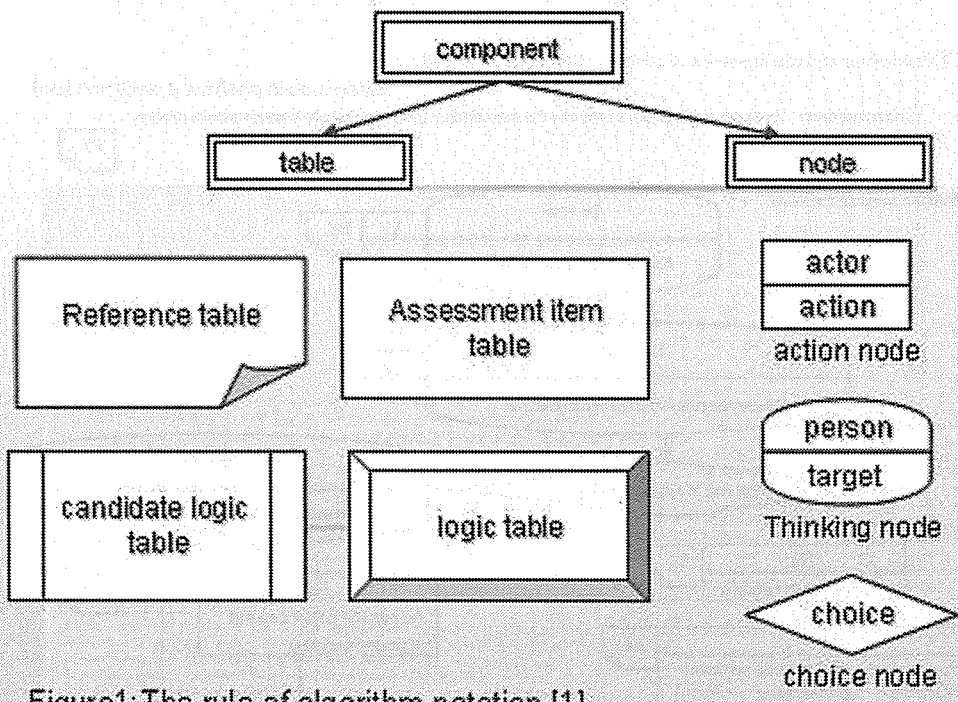 component
table
node
Reference table
Assessment item
table
actor
action
action node
candidate logic
table
logic table
person
target
Thinking node
choice
choice node
Figure1: The rule of algorithm notation [1]